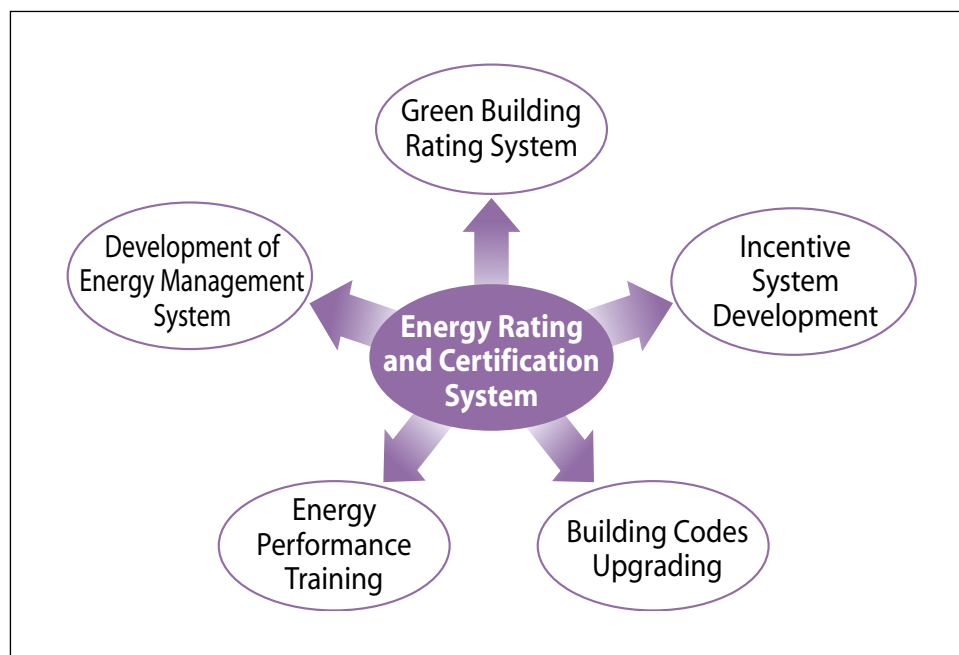 Green Building
Rating System
Development of
Energy Management
System
Incentive
System
Development
Energy Rating
and Certification
System
Energy
Performance
Training
Building Codes
Upgrading